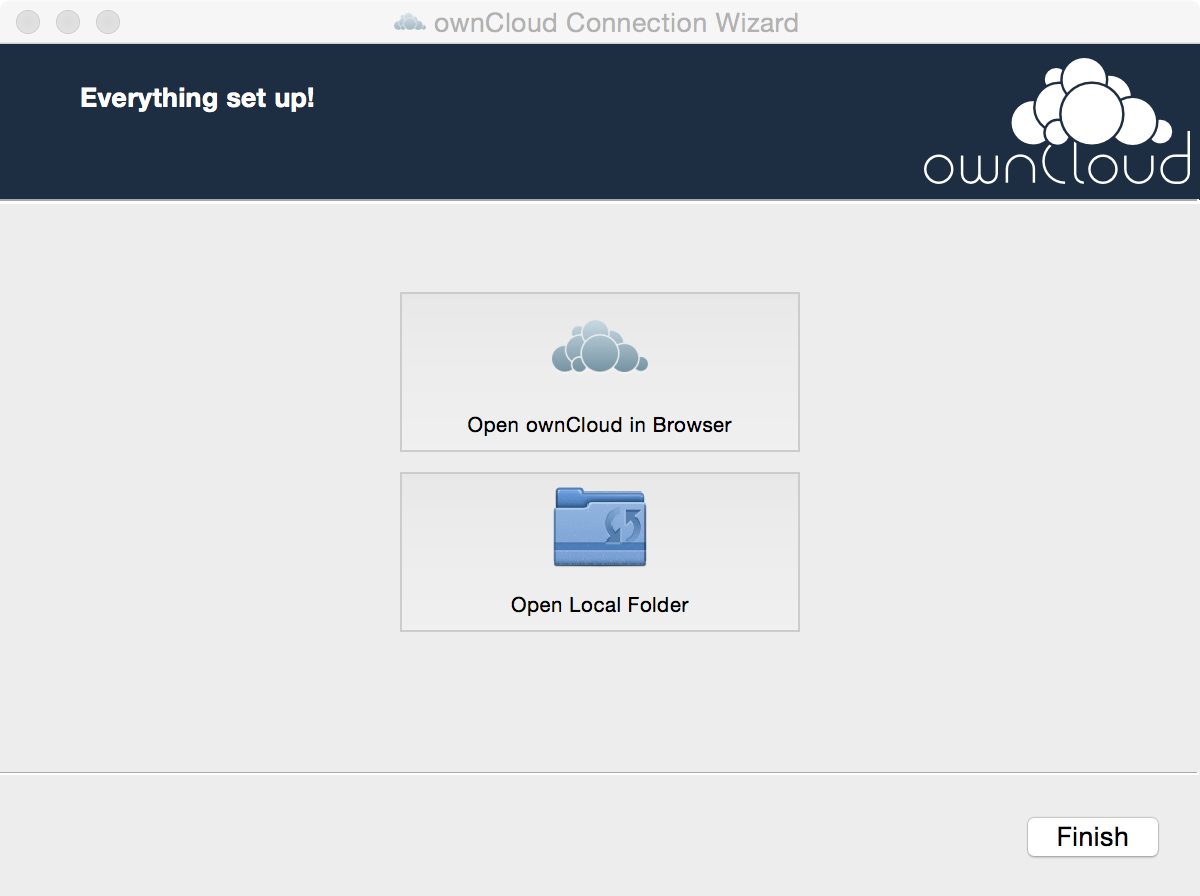 ownCloud Connection Wizard
Everything set up!
ownCloud
Open ownCloud in Browser
Open Local Folder
Finish